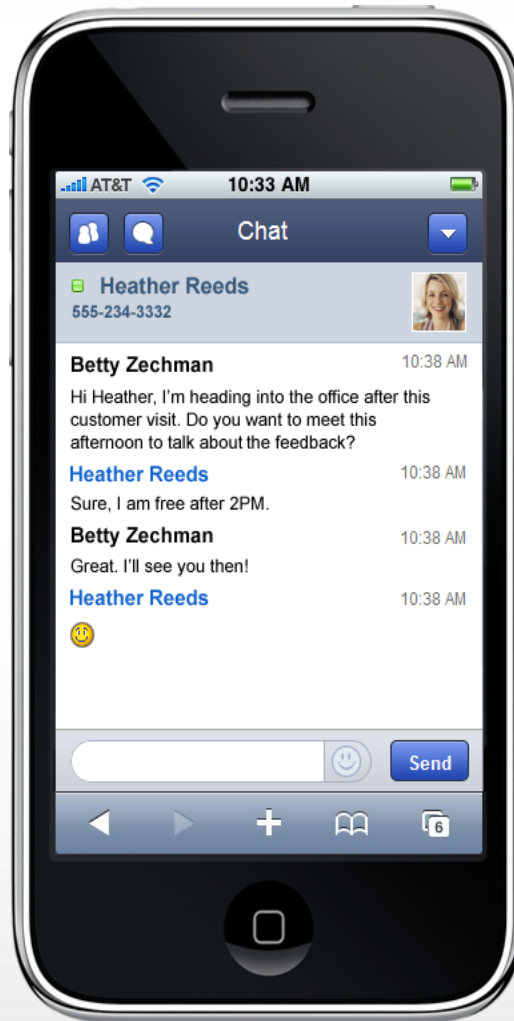 AT&T 10:33 AM
Chat
Heather Reeds
555-234-3332
Betty Zechman 10:38 AM
Hi Heather, I'm heading into the office after this
customer visit. Do you want to meet this
afternoon to talk about the feedback?
Heather Reeds 10:38 AM
Sure, I am free after 2PM.
Betty Zechman 10:38 AM
Great. I'll see you then!
Heather Reeds 10:38 AM
Send
6